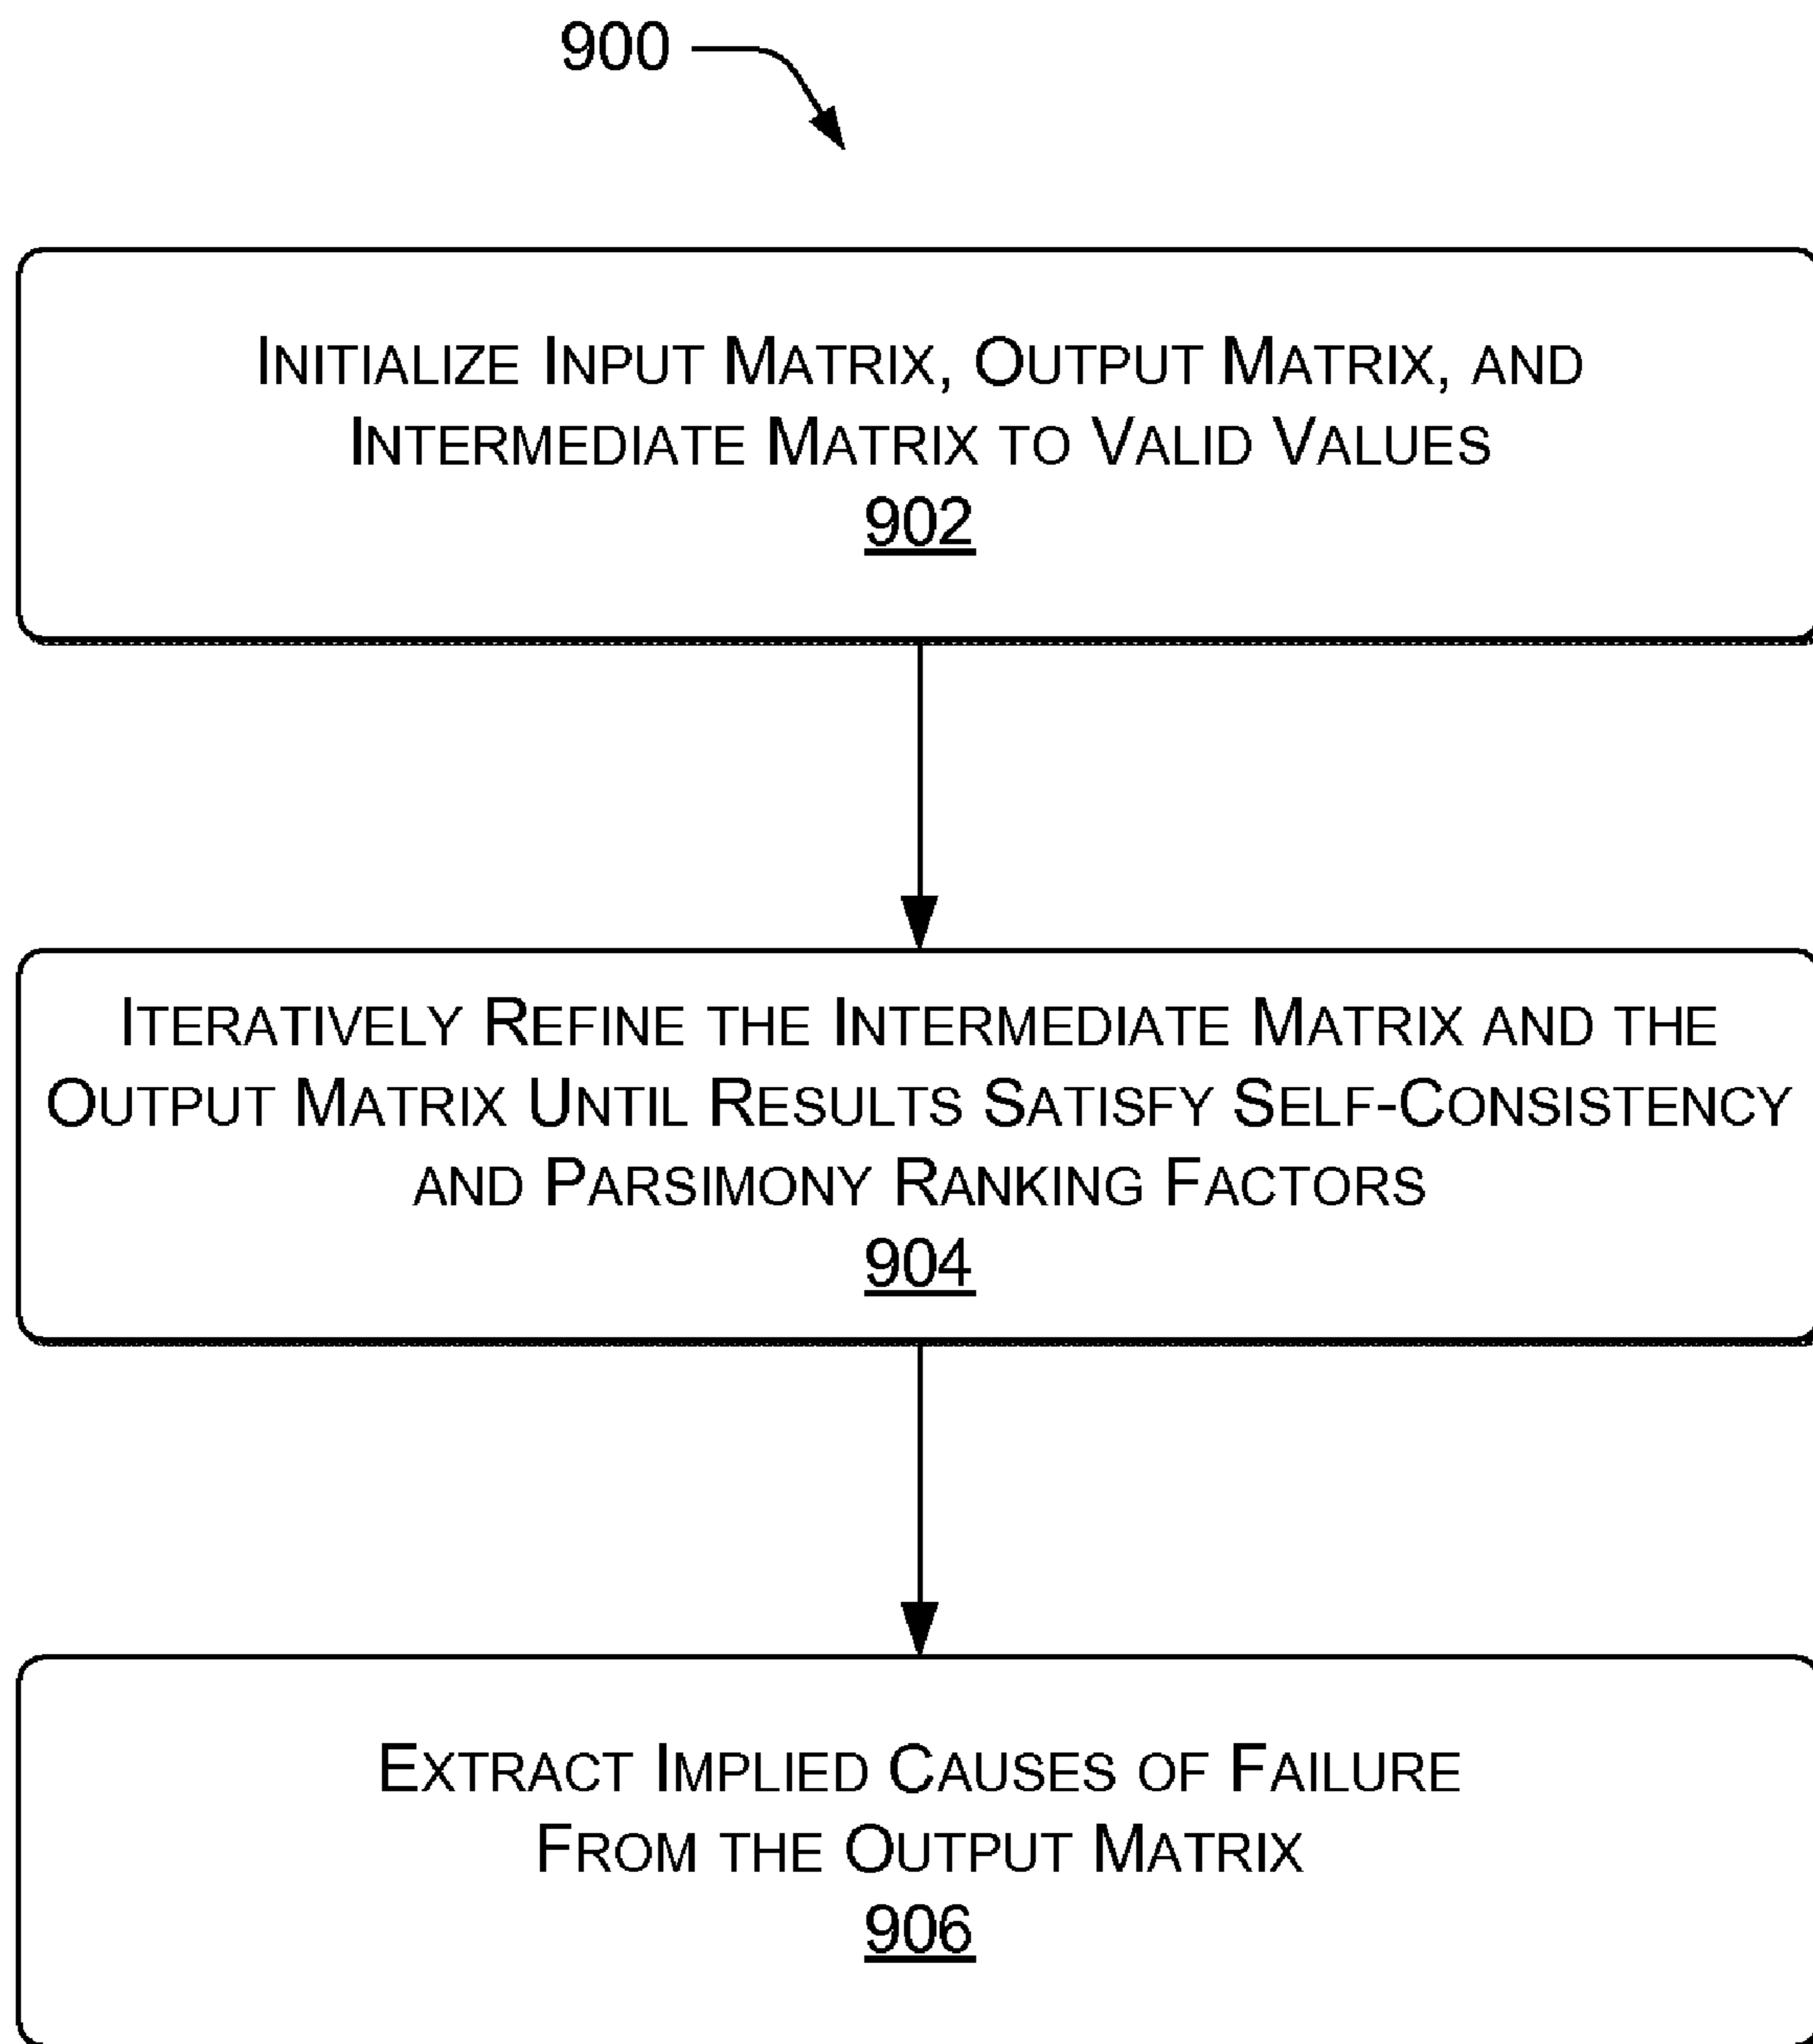 900
Initialize Input Matrix, Output Matrix, and
Intermediate Matrix to Valid Values
902
Iteratively Refine the Intermediate Matrix and the
Output Matrix Until Results Satisfy Self-Consistency
and Parsimony Ranking Factors
904
Extract Implied Causes of Failure
From the Output Matrix
906